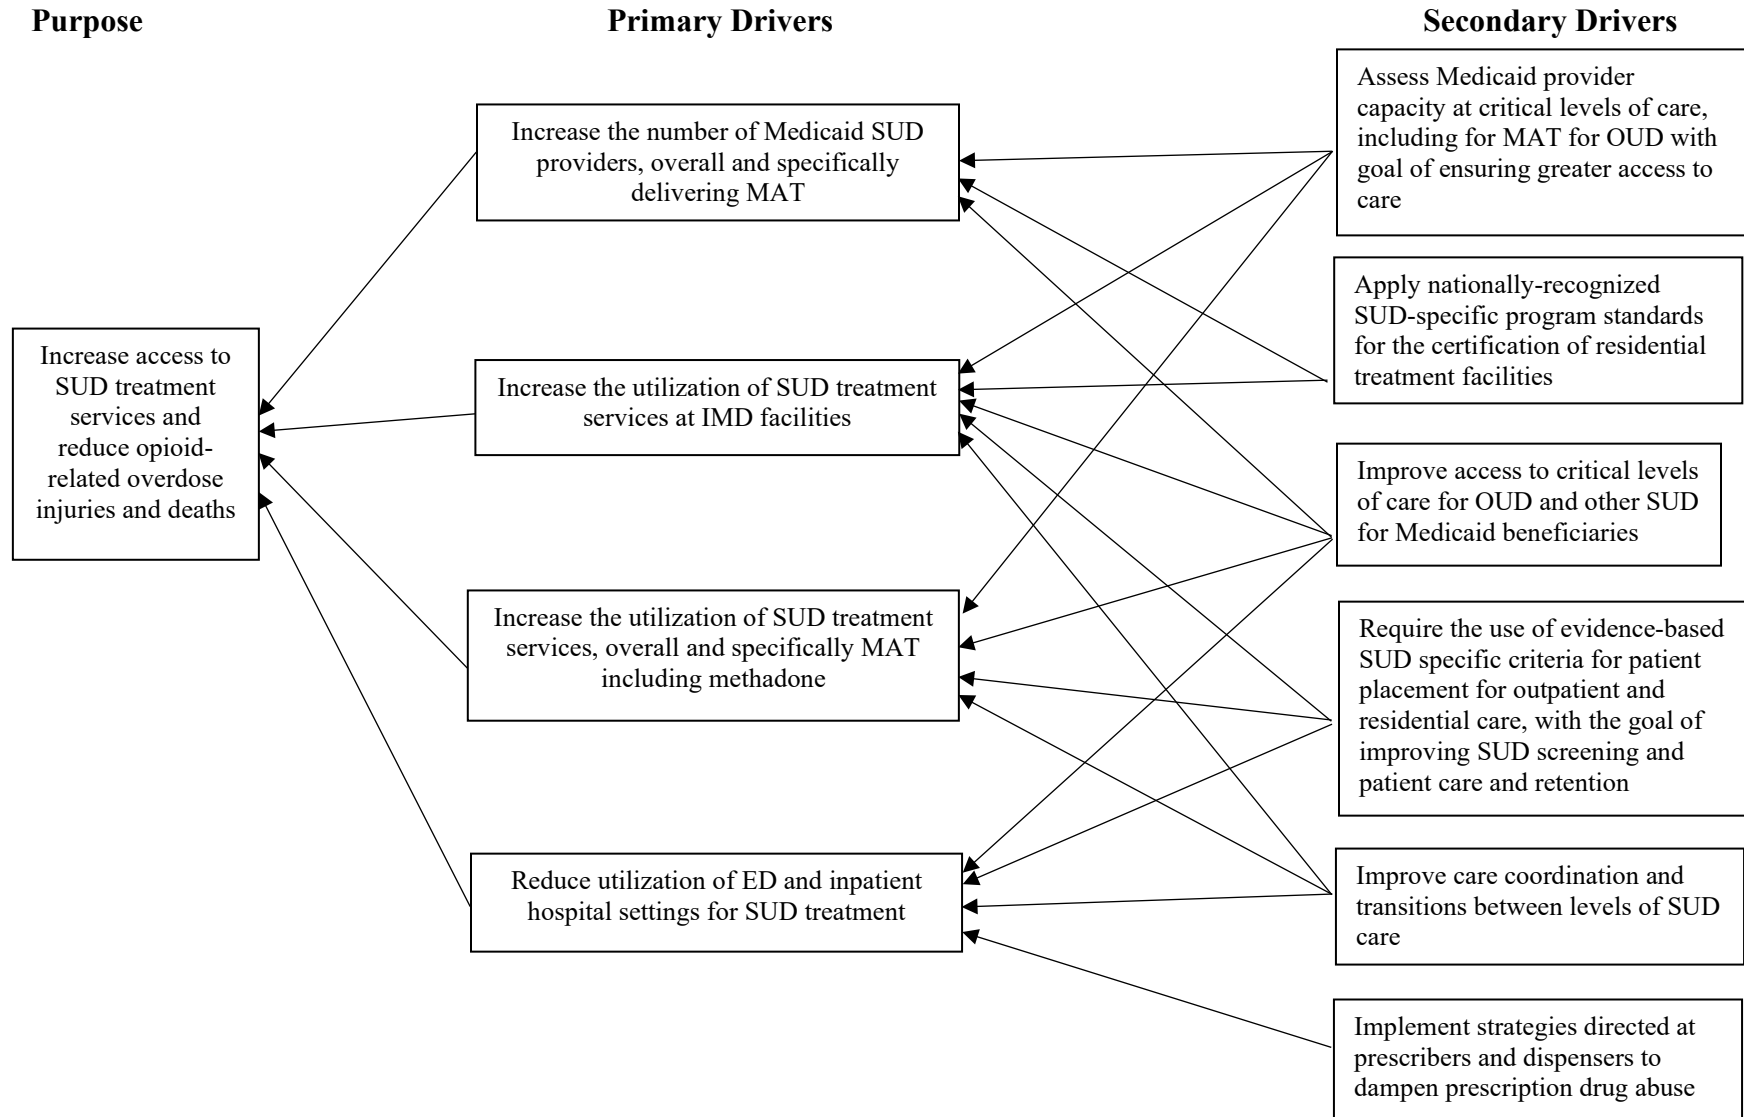 Purpose
Primary Drivers
Secondary Drivers
Increase access to
SUD treatment
services and
reduce opioid-
related overdose
injuries and deaths
Increase the number of Medicaid SUD
providers, overall and specifically
delivering MAT
Increase the utilization of SUD treatment
services at IMD facilities
Increase the utilization of SUD treatment
services, overall and specifically MAT
including methadone
Reduce utilization of ED and inpatient
hospital settings for SUD treatment
Assess Medicaid provider
capacity at critical levels of care,
including for MAT for OUD with
goal of ensuring greater access to
care
Apply nationally-recognized
SUD-specific program standards
for the certification of residential
treatment facilities
Improve access to critical levels
of care for OUD and other SUD
for Medicaid beneficiaries
Require the use of evidence-based
SUD specific criteria for patient
placement for outpatient and
residential care, with the goal of
improving SUD screening and
patient care and retention
Improve care coordination and
transitions between levels of SUD
care
Implement strategies directed at
prescribers and dispensers to
dampen prescription drug abuse